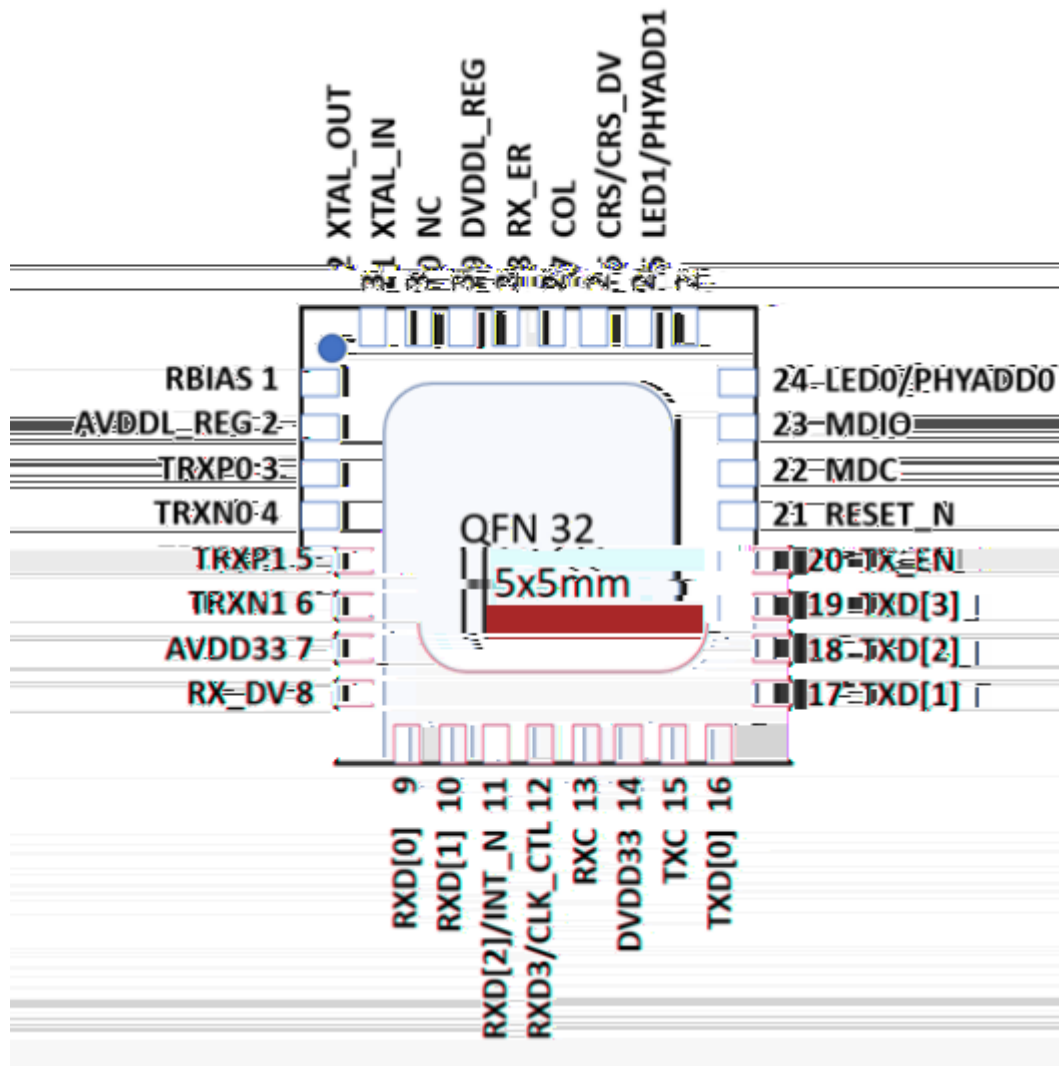 XTAL_OUT
XTAL_IN
NC
DVDDL_REG
RX_ER
COL
CRS/CRS_DV
LED1/PHYADD1
RBIAS 1
AVDDL_REG 2
TRXP0 3
TRXN0 4
TRXP1 5
TRXN1 6
AVDD33 7
RX_DV 8
QFN 32
5x5mm
24 LED0/PHYADD0
23 MDIO
22 MDC
21 RESET_N
20 TX_EN
19 TXD[3]
18 TXD[2]
17 TXD[1]
RXD[0] 9
RXD[1] 10
RXD[2]/INT_N 11
RXD3/CLK_CTL 12
RXC 13
DVDD33 14
TXC 15
TXD[0] 16